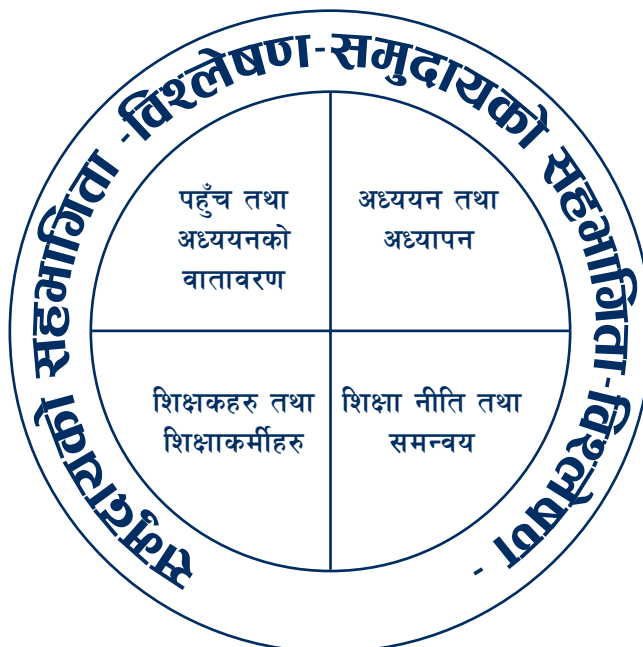 समुदायको सहभागिता -विश्लेषण-समुदायको सहभागिता-विश्लेषण -
पहुँच तथा
अध्ययनको
वातावरण
अध्ययन तथा
अध्यापन
शिक्षकहरु तथा
शिक्षाकर्मीहरु
शिक्षा नीति तथा
समन्वय